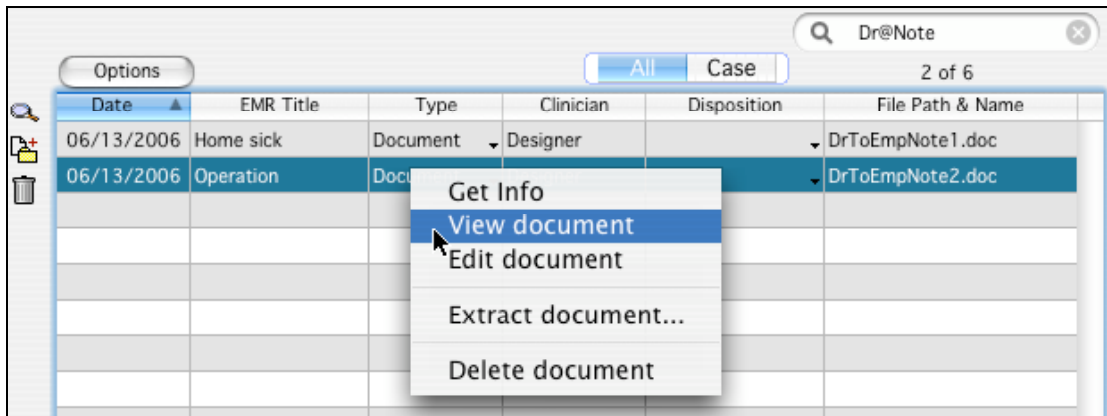 Dr@Note
Options
All Case
2 of 6
Date EMR Title Type Clinician Disposition File Path & Name
06/13/2006 Home sick Document Designer DrToEmpNote1.doc
06/13/2006 Operation Docu DrToEmpNote2.doc
Get Info
View document
Edit document
Extract document...
Delete document